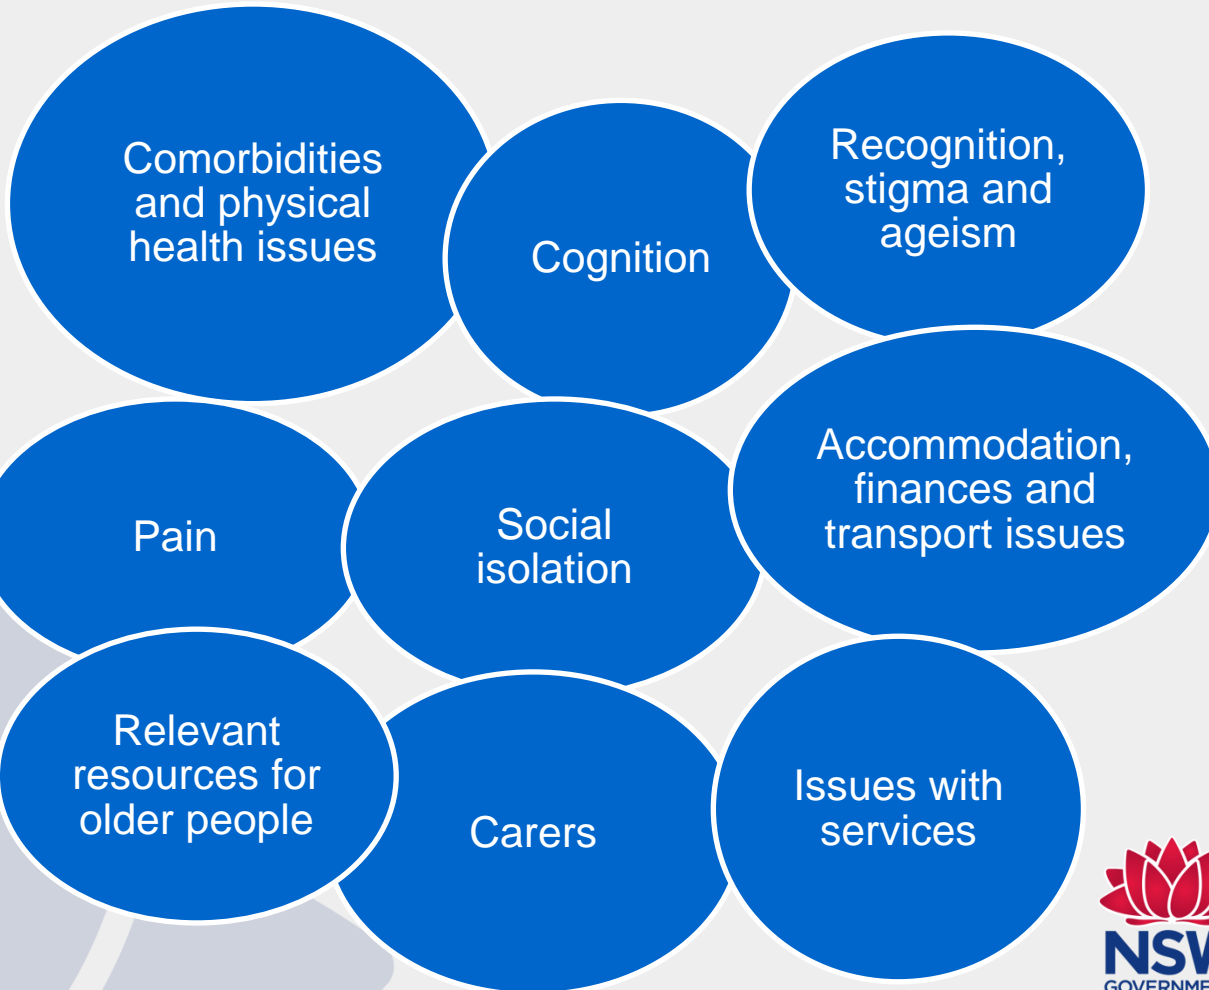 Comorbidities
and physical
health issues
Cognition
Recognition,
stigma and
ageism
Pain
Social
isolation
Accommodation,
finances and
transport issues
Relevant
resources for
older people
Carers
Issues with
services
NSW
GOVERNME